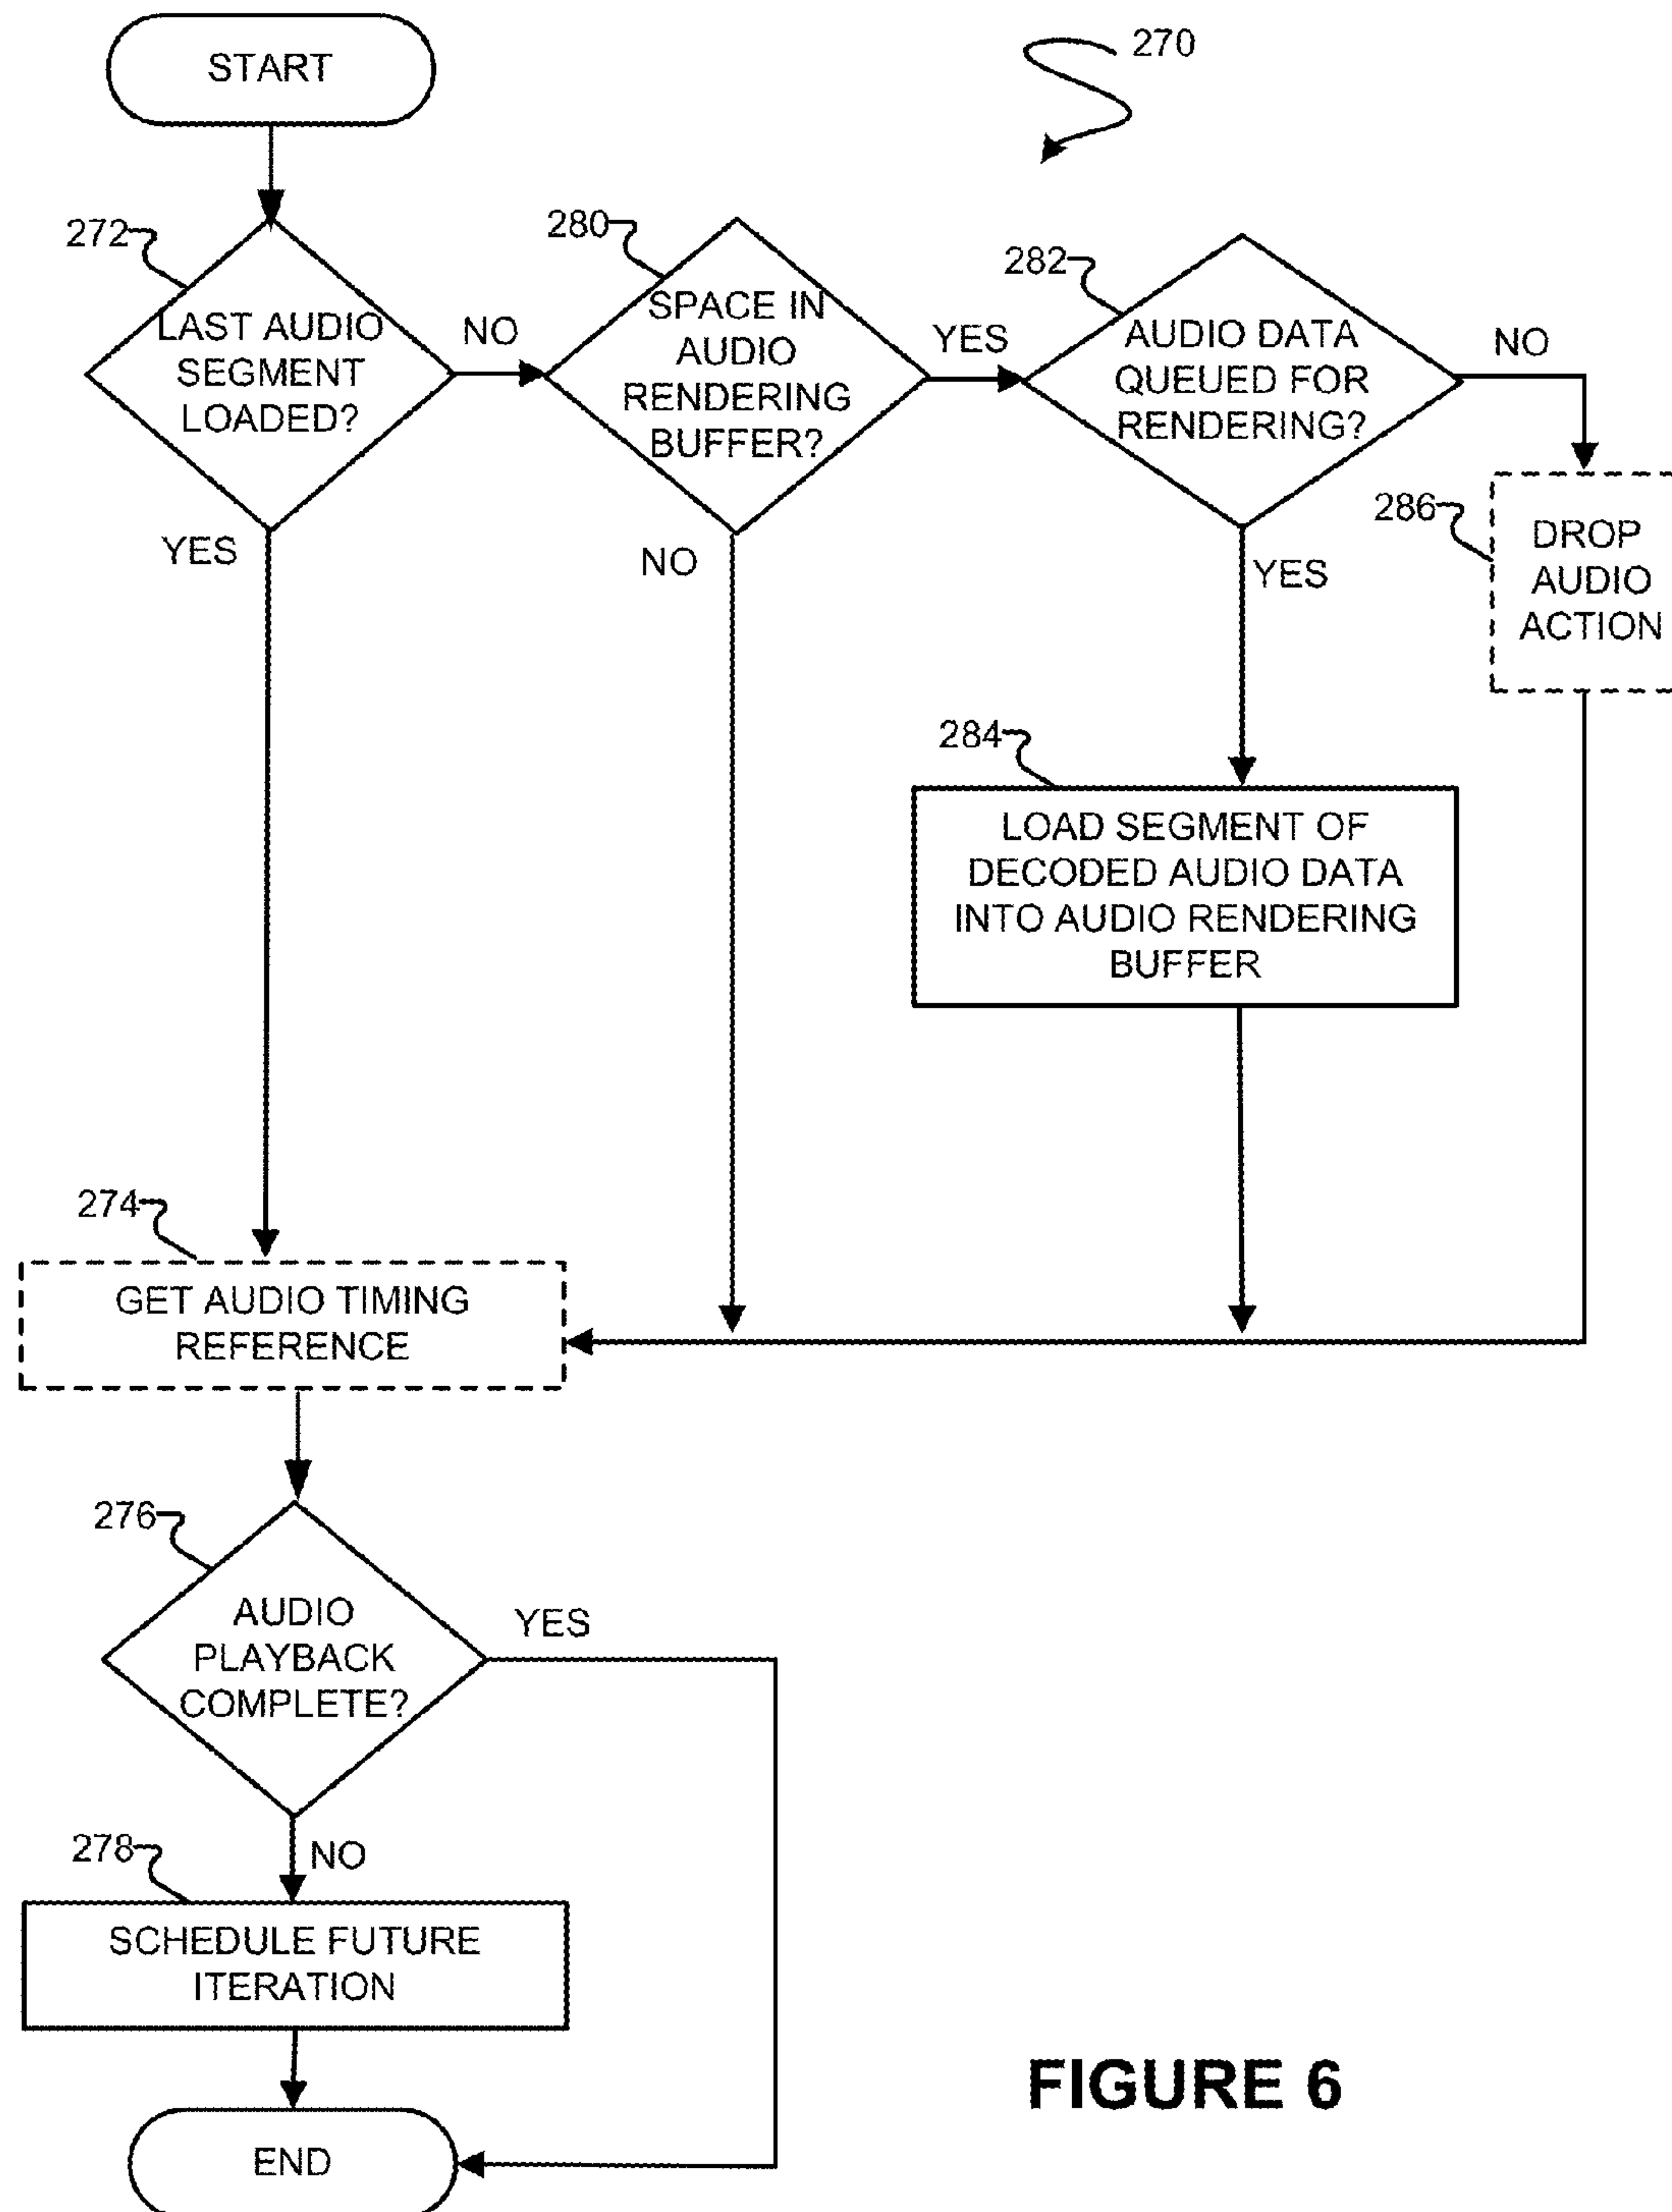 START
270
272
LAST AUDIO
SEGMENT
LOADED?
NO
YES
280
SPACE IN
AUDIO
RENDERING
BUFFER?
YES
NO
282
AUDIO DATA
QUEUED FOR
RENDERING?
NO
YES
286
DROP
AUDIO
ACTION
284
LOAD SEGMENT OF
DECODED AUDIO DATA
INTO AUDIO RENDERING
BUFFER
274
GET AUDIO TIMING
REFERENCE
276
AUDIO
PLAYBACK
COMPLETE?
YES
NO
278
SCHEDULE FUTURE
ITERATION
END
FIGURE 6